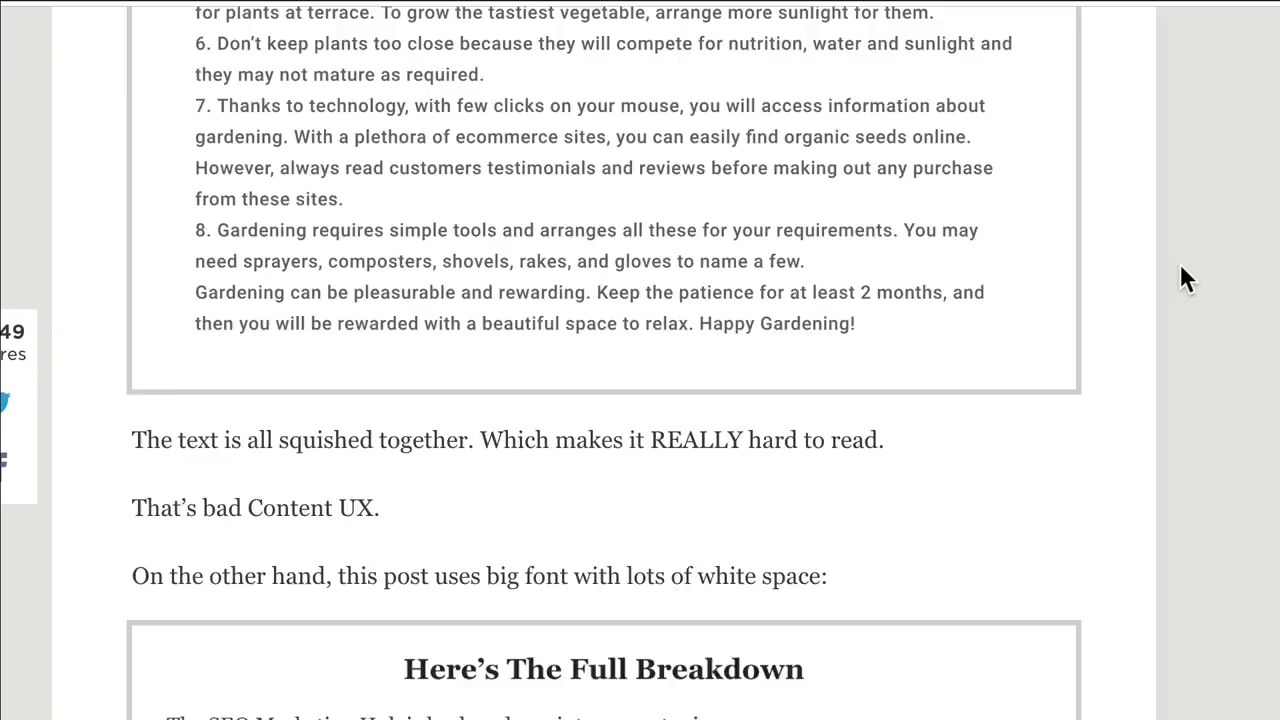 for plants at terrace. To grow the tastiest vegetable, arrange more sunlight for them.
6. Don’t keep plants too close because they will compete for nutrition, water and sunlight and
they may not mature as required.
7. Thanks to technology, with few clicks on your mouse, you will access information about
gardening. With a plethora of ecommerce sites, you can easily find organic seeds online.
However, always read customers testimonials and reviews before making out any purchase
from these sites.
8. Gardening requires simple tools and arranges all these for your requirements. You may
need sprayers, composters, shovels, rakes, and gloves to name a few.
Gardening can be pleasurable and rewarding. Keep the patience for at least 2 months, and
then you will be rewarded with a beautiful space to relax. Happy Gardening!
49
res
The text is all squished together. Which makes it REALLY hard to read.
That’s bad Content UX.
On the other hand, this post uses big font with lots of white space:
Here’s The Full Breakdown